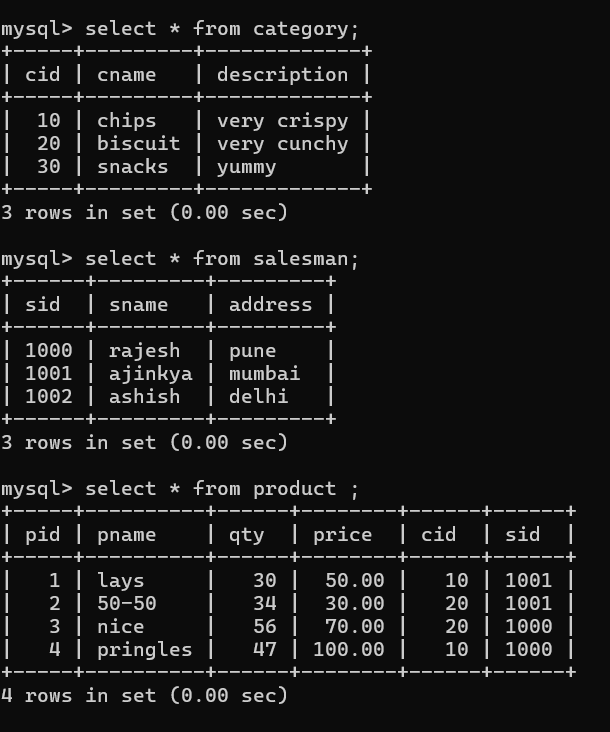 mysql> select * from category;
+-----+---------+-------------+
| cid | cname   | description |
+-----+---------+-------------+
|  10 | chips   | very crispy |
|  20 | biscuit | very cunchy |
|  30 | snacks  | yummy       |
+-----+---------+-------------+
3 rows in set (0.00 sec)
mysql> select * from salesman;
+------+---------+---------+
| sid  | sname   | address |
+------+---------+---------+
| 1000 | rajesh  | pune    |
| 1001 | ajinkya | mumbai  |
| 1002 | ashish  | delhi   |
+------+---------+---------+
3 rows in set (0.00 sec)
mysql> select * from product ;
+-----+----------+------+--------+------+------+
| pid | pname    | qty  | price  | cid  | sid  |
+-----+----------+------+--------+------+------+
|   1 | lays     |   30 |  50.00 |   10 | 1001 |
|   2 | 50-50    |   34 |  30.00 |   20 | 1001 |
|   3 | nice     |   56 |  70.00 |   20 | 1000 |
|   4 | pringles |   47 | 100.00 |   10 | 1000 |
+-----+----------+------+--------+------+------+
4 rows in set (0.00 sec)